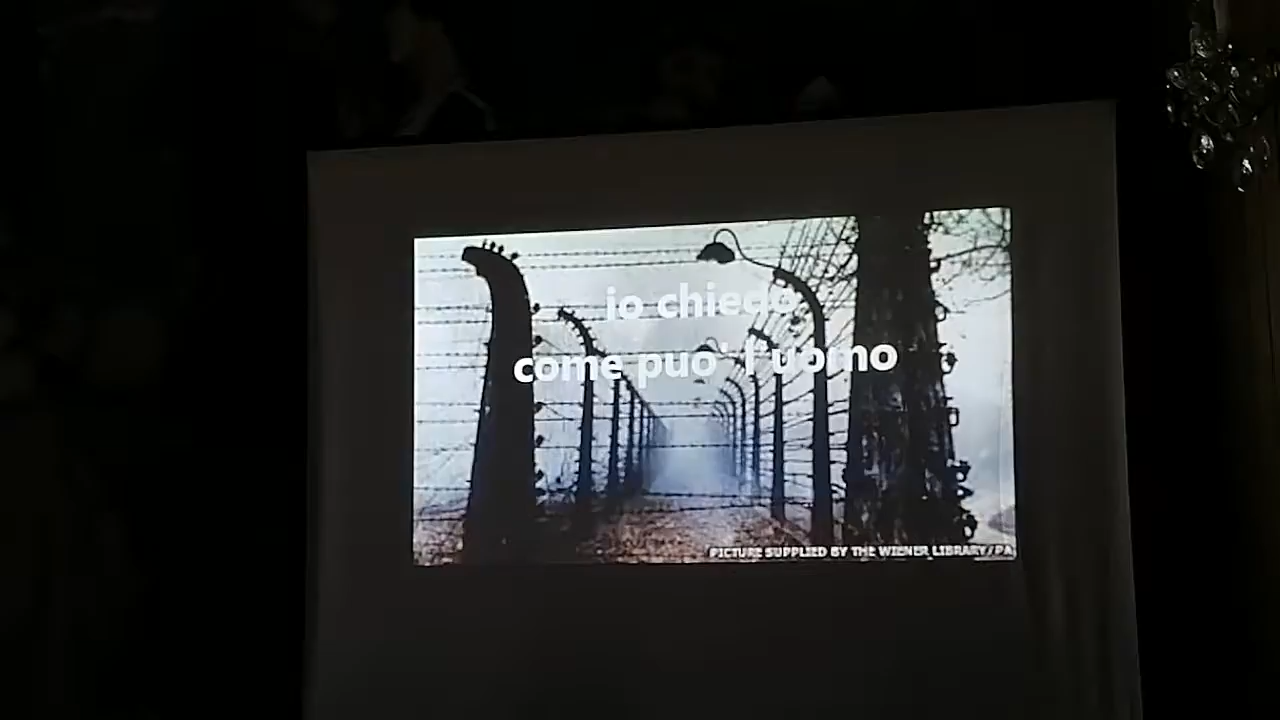 io chiedo
come puo' l'uomo
PICTURE SUPPLIED BY THE WIENER LIBRARY/PA